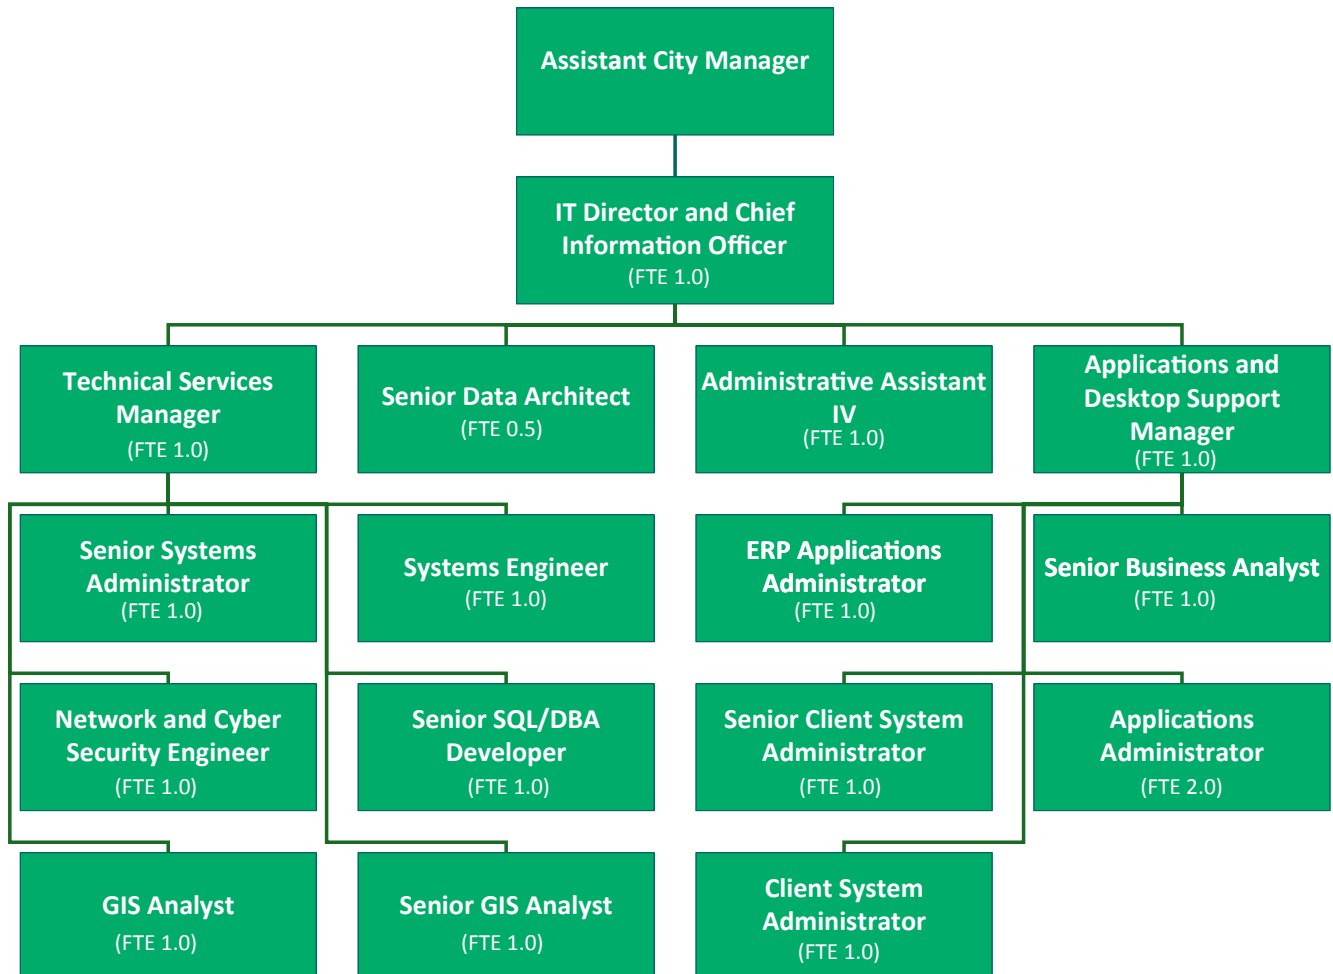 Assistant City Manager
IT Director and Chief
Information Officer
(FTE 1.0)
Technical Services
Manager
(FTE 1.0)
Senior Data Architect
(FTE 0.5)
Administrative Assistant
IV
(FTE 1.0)
Applications and
Desktop Support
Manager
(FTE 1.0)
Senior Systems
Administrator
(FTE 1.0)
Systems Engineer
(FTE 1.0)
ERP Applications
Administrator
(FTE 1.0)
Senior Business Analyst
(FTE 1.0)
Network and Cyber
Security Engineer
(FTE 1.0)
Senior SQL/DBA
Developer
(FTE 1.0)
Senior Client System
Administrator
(FTE 1.0)
Applications
Administrator
(FTE 2.0)
GIS Analyst
(FTE 1.0)
Senior GIS Analyst
(FTE 1.0)
Client System
Administrator
(FTE 1.0)